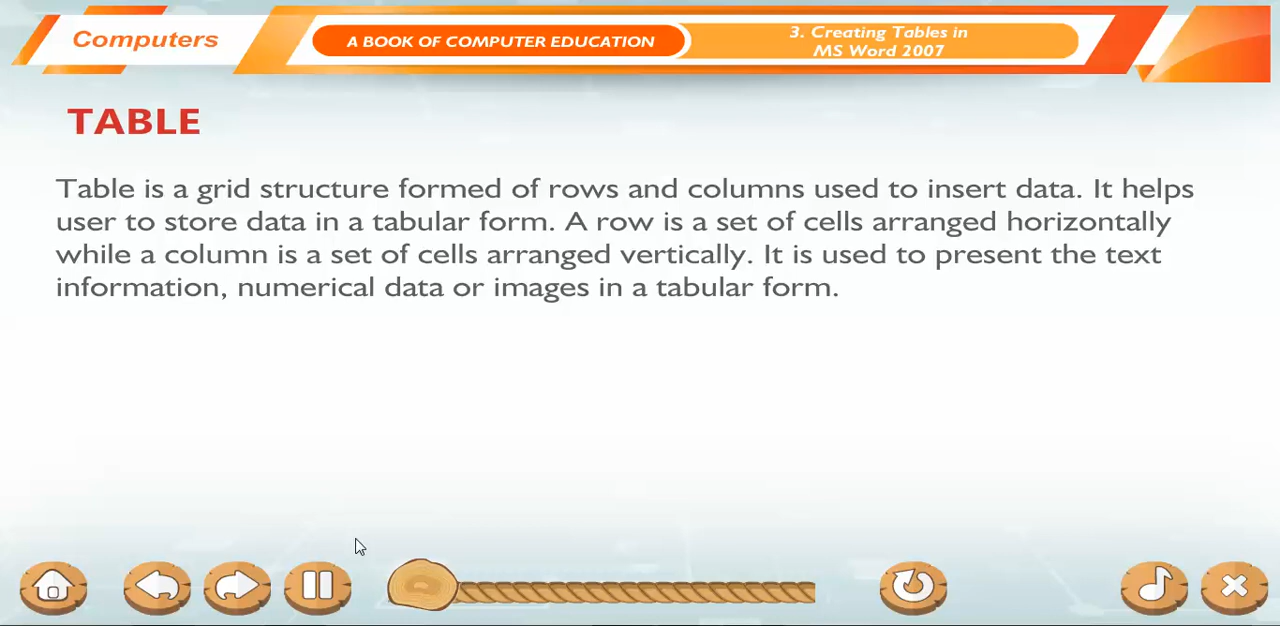 Computers
A BOOK OF COMPUTER EDUCATION
3. Creating Tables in
MS Word 2007
TABLE
Table is a grid structure formed of rows and columns used to insert data. It helps
user to store data in a tabular form. A row is a set of cells arranged horizontally
while a column is a set of cells arranged vertically. It is used to present the text
information, numerical data or images in a tabular form.